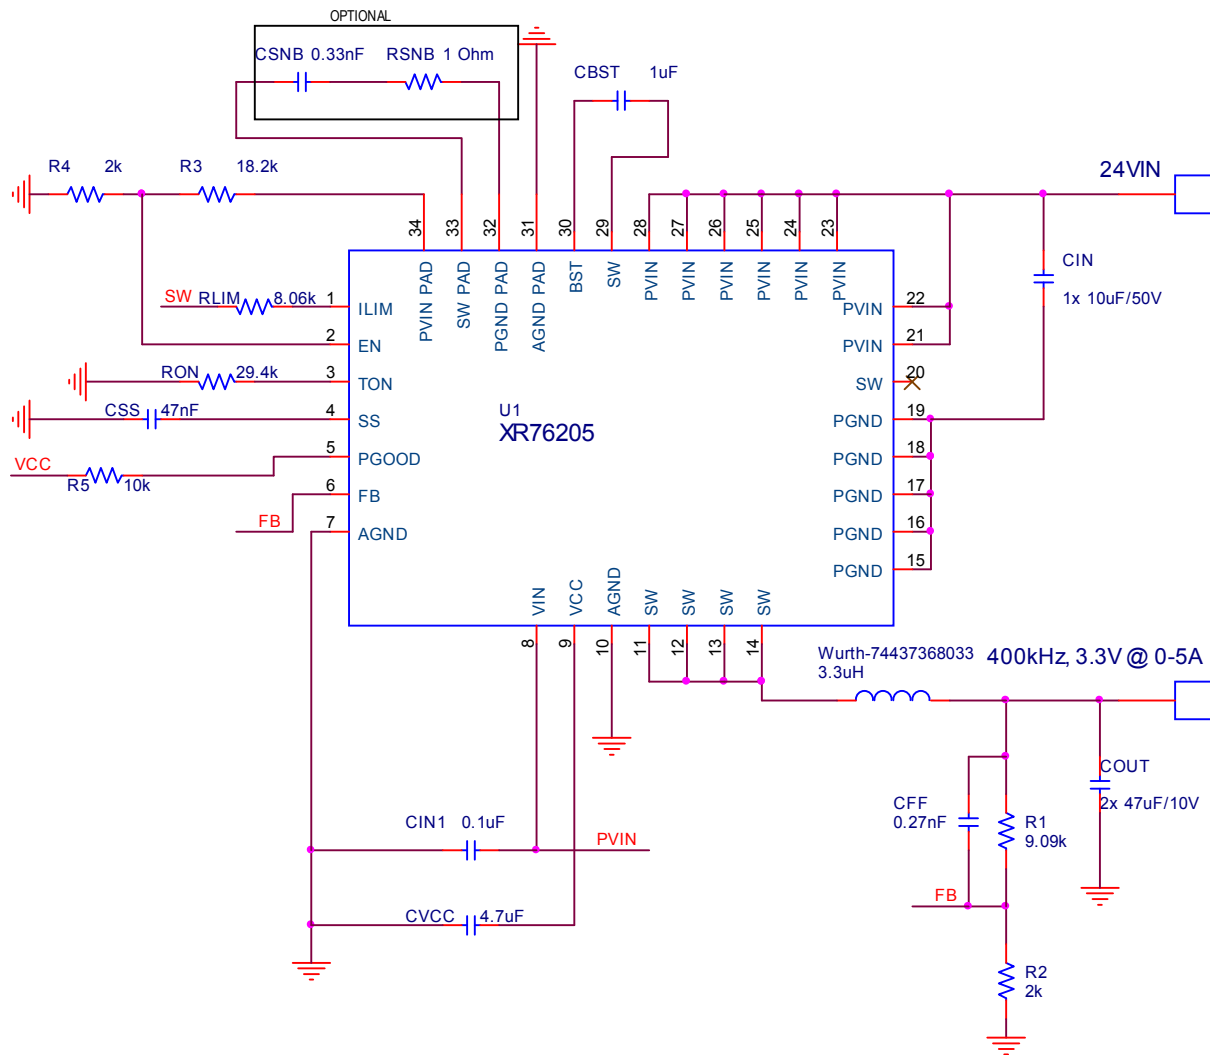 OPTIONAL
CSNB 0.33nF RSNB 1 Ohm
CBST 1uF
R4 2k R3 18.2k
24VIN
34 33 32 31 30 29 28 27 26 25 24 23
PVIN PAD SW PAD PGND PAD AGND PAD BST SW PVIN PVIN PVIN PVIN PVIN PVIN
CIN
1x 10uF/50V
SW RLIM 8.06k 1 ILIM
2 EN
RON 29.4k 3 TON
CSS 47nF 4 SS
VCC R5 10k 5 PGOOD
FB 6 FB
7 AGND
U1
XR76205
PVIN 22
PVIN 21
SW 20
PGND 19
PGND 18
PGND 17
PGND 16
PGND 15
VIN VCC AGND SW SW SW SW
8 9 10 11 12 13 14
Wurth-74437368033
3.3uH
400kHz, 3.3V @ 0-5A
COUT
2x 47uF/10V
CFF
0.27nF
R1
9.09k
CIN1 0.1uF
PVIN
FB
CVCC 4.7uF
R2
2k